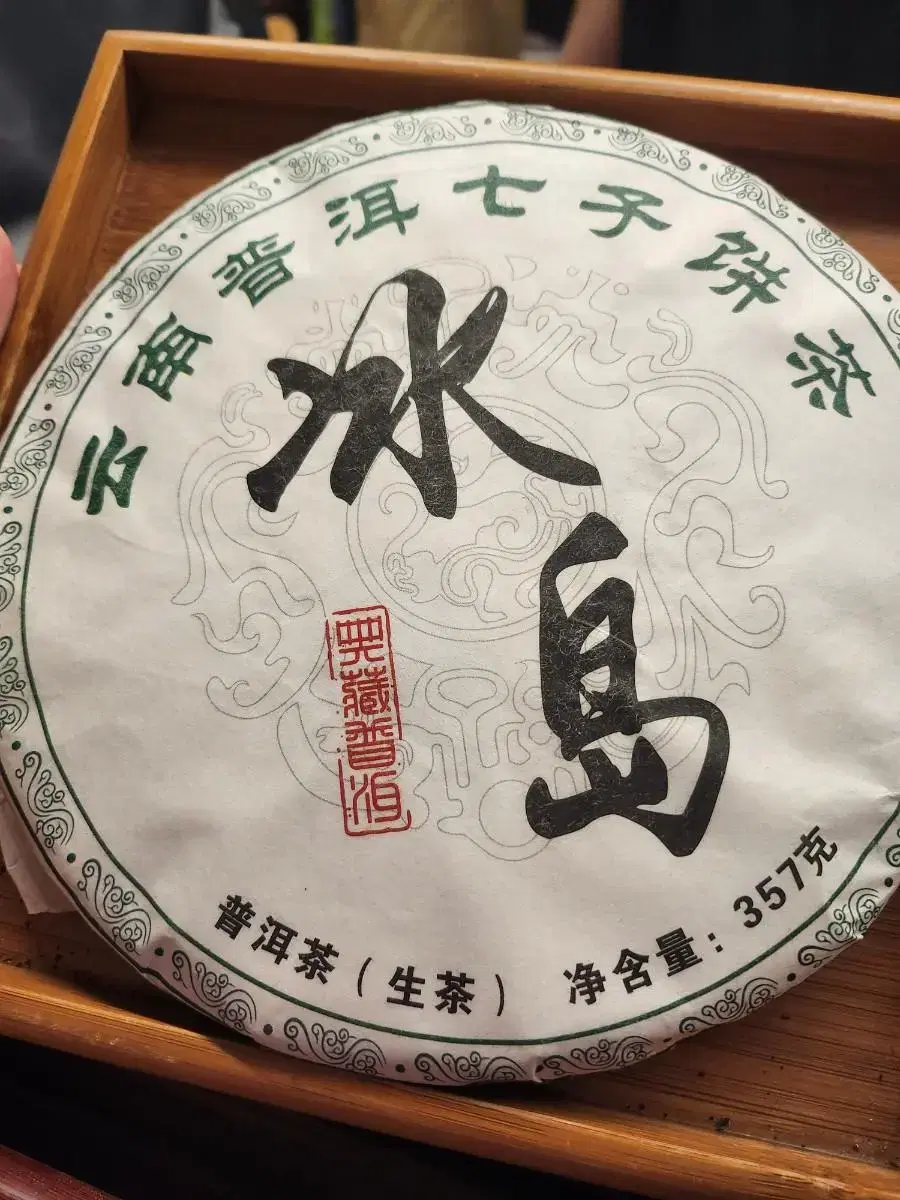 云南普洱七子饼茶
冰岛
典藏普洱
普洱茶（生茶） 净含量：357克